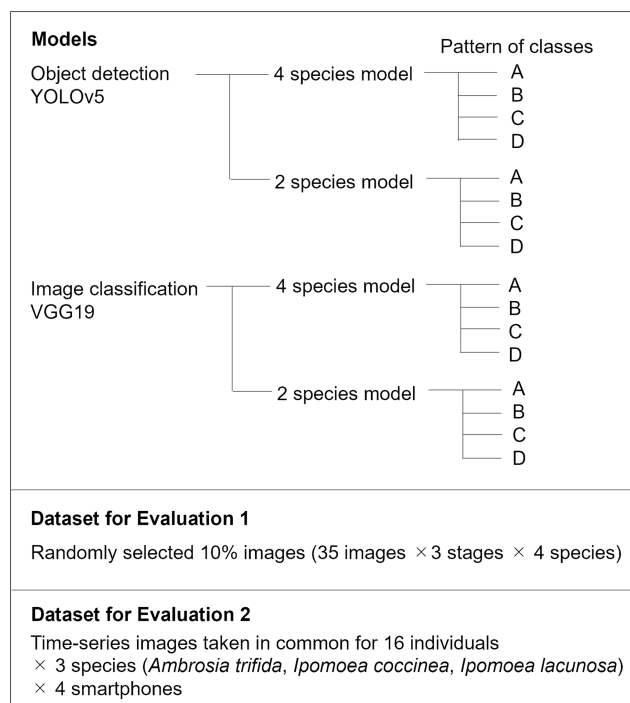 Models
Pattern of classes
Object detection
YOLOv5
4 species model
A
B
C
D
2 species model
A
B
C
D
Image classification
VGG19
4 species model
A
B
C
D
2 species model
A
B
C
D
Dataset for Evaluation 1
Randomly selected 10% images (35 images × 3 stages × 4 species)
Dataset for Evaluation 2
Time-series images taken in common for 16 individuals
× 3 species (Ambrosia trifida, Ipomoea coccinea, Ipomoea lacunosa)
× 4 smartphones